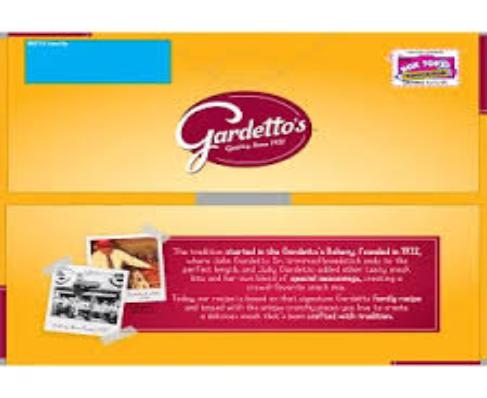 BOX TOPS
Gardetto's
Quality Since 1932
The tradition started in the Gardetto's Bakery, founded in 1932,
where John Gardetto Sr. trimmed breadstick ends to the
perfect length and Judy Gardetto added other tasty snack
bits and her own blend of special seasonings, creating a
crowd-favorite snack mix.
Today our recipe is based on that signature Gardetto family recipe
and baked with the unique crunchy pieces you love to create
a delicious snack that's been crafted with tradition.